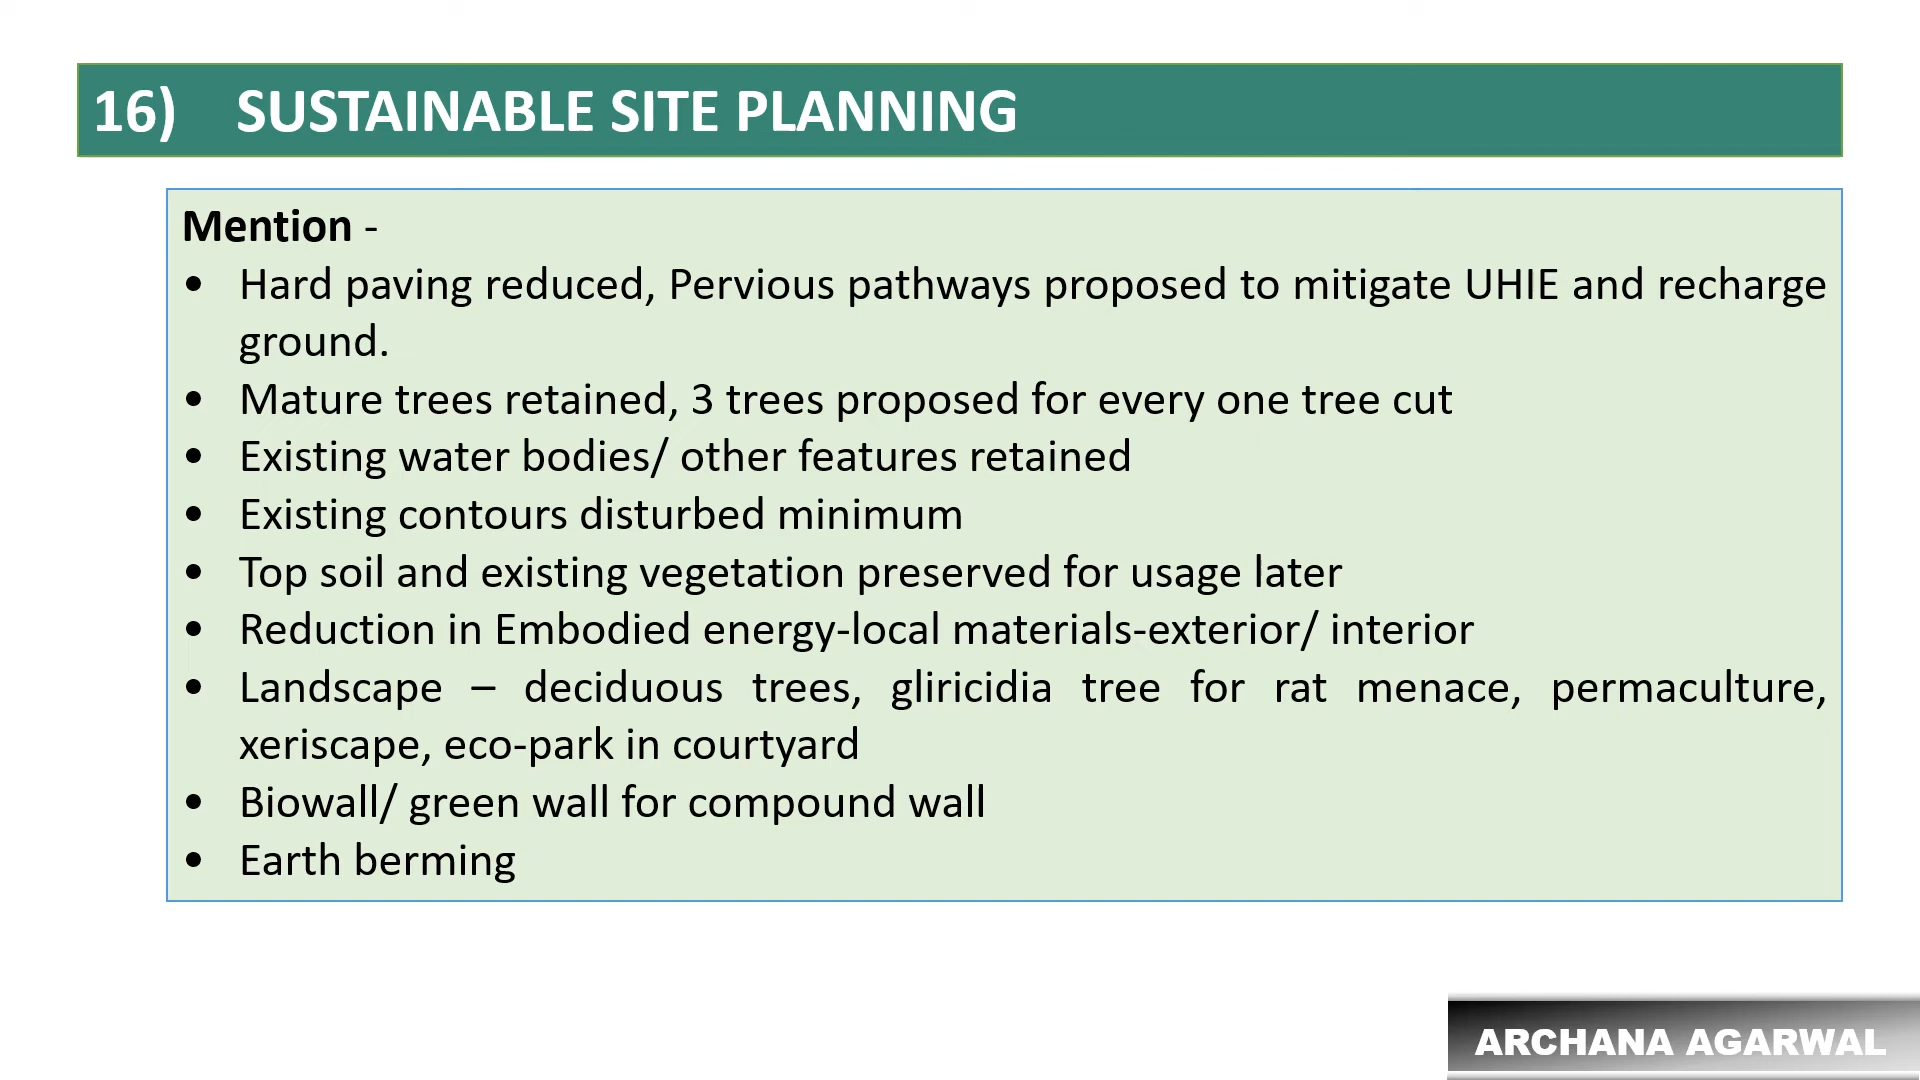 16) SUSTAINABLE SITE PLANNING
Mention -
• Hard paving reduced, Pervious pathways proposed to mitigate UHIE and recharge
ground.
• Mature trees retained, 3 trees proposed for every one tree cut
• Existing water bodies/ other features retained
• Existing contours disturbed minimum
• Top soil and existing vegetation preserved for usage later
• Reduction in Embodied energy-local materials-exterior/ interior
• Landscape – deciduous trees, gliricidia tree for rat menace, permaculture,
xeriscape, eco-park in courtyard
• Biowall/ green wall for compound wall
• Earth berming
ARCHANA AGARWAL